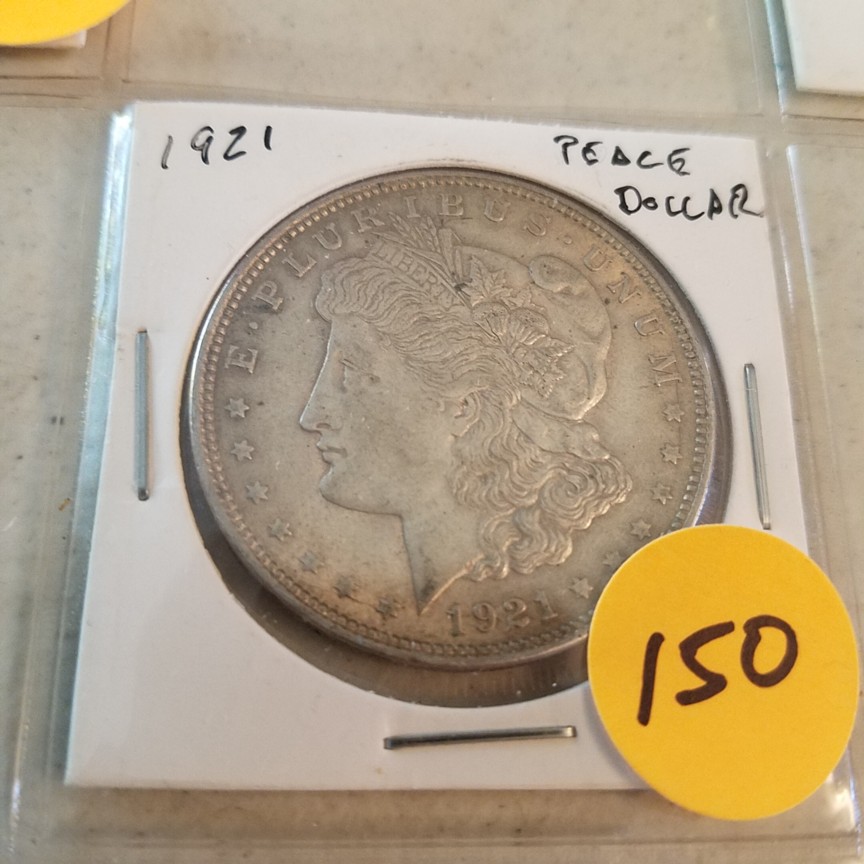 1921
PEACE
DOLLAR
E·PLURIBUS·UNUM
LIBERTY
1921
150